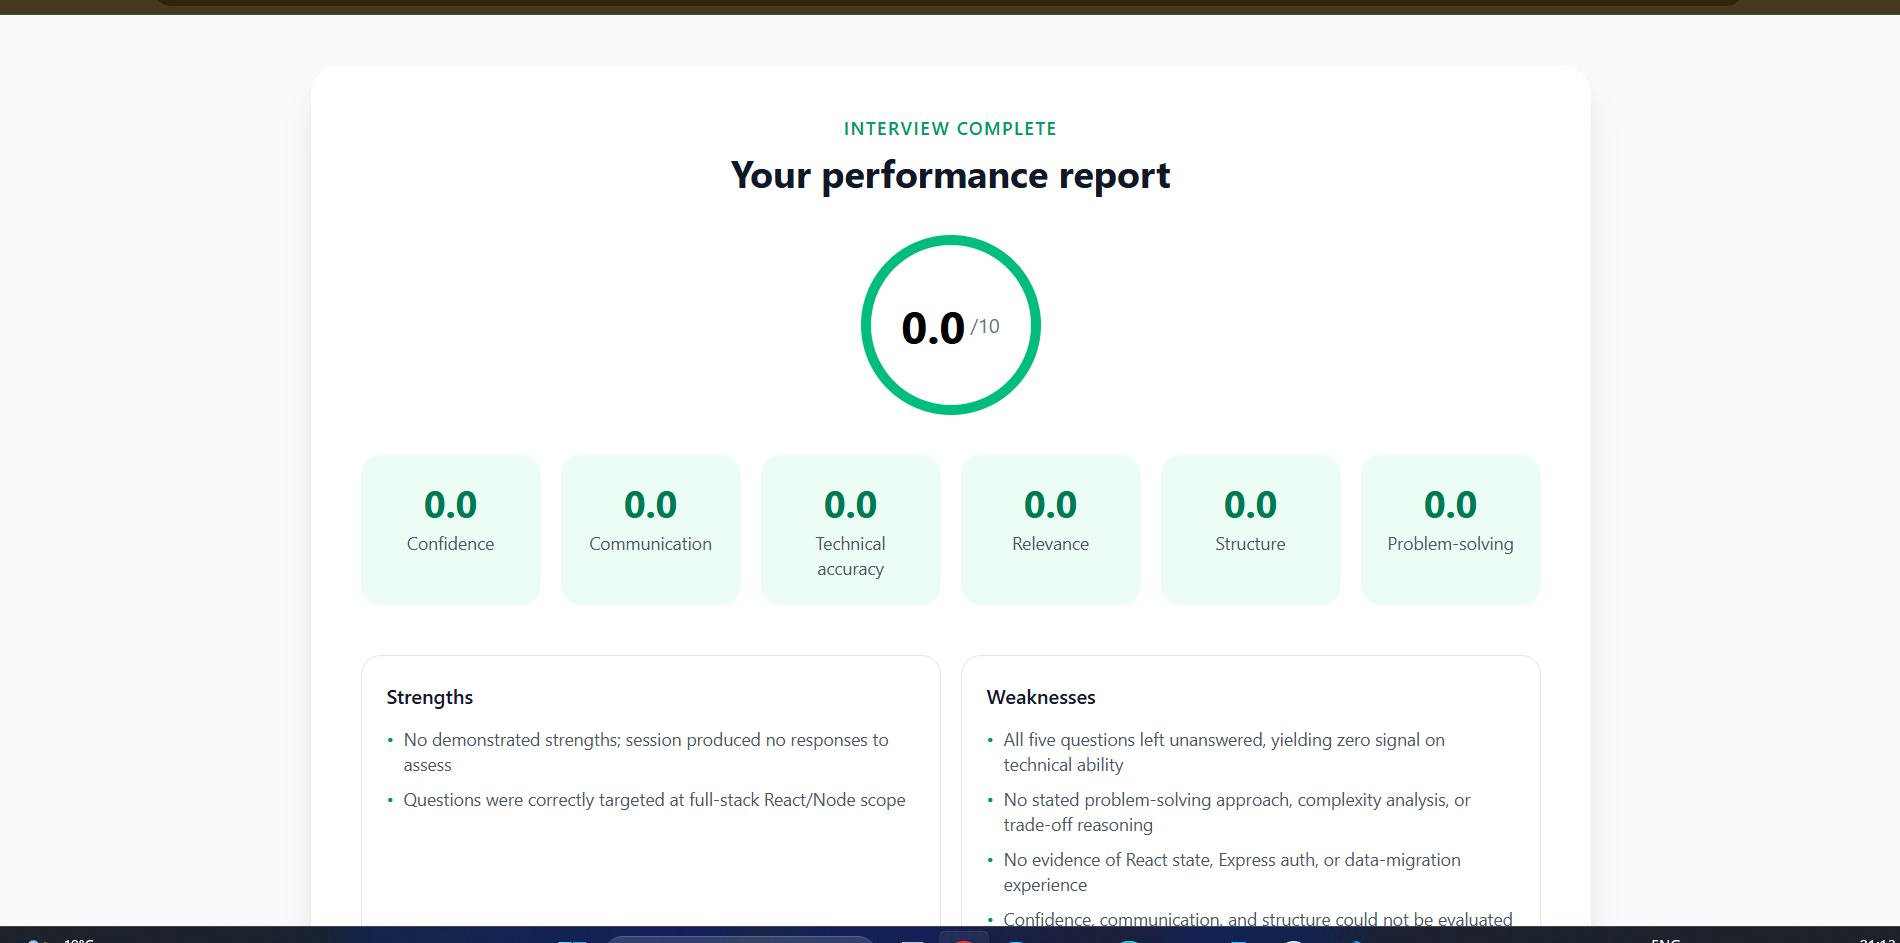 INTERVIEW COMPLETE
Your performance report
0.0 /10
0.0
Confidence
0.0
Communication
0.0
Technical
accuracy
0.0
Relevance
0.0
Structure
0.0
Problem-solving
Strengths
• No demonstrated strengths; session produced no responses to
assess
• Questions were correctly targeted at full-stack React/Node scope
Weaknesses
• All five questions left unanswered, yielding zero signal on
technical ability
• No stated problem-solving approach, complexity analysis, or
trade-off reasoning
• No evidence of React state, Express auth, or data-migration
experience
• Confidence, communication, and structure could not be evaluated